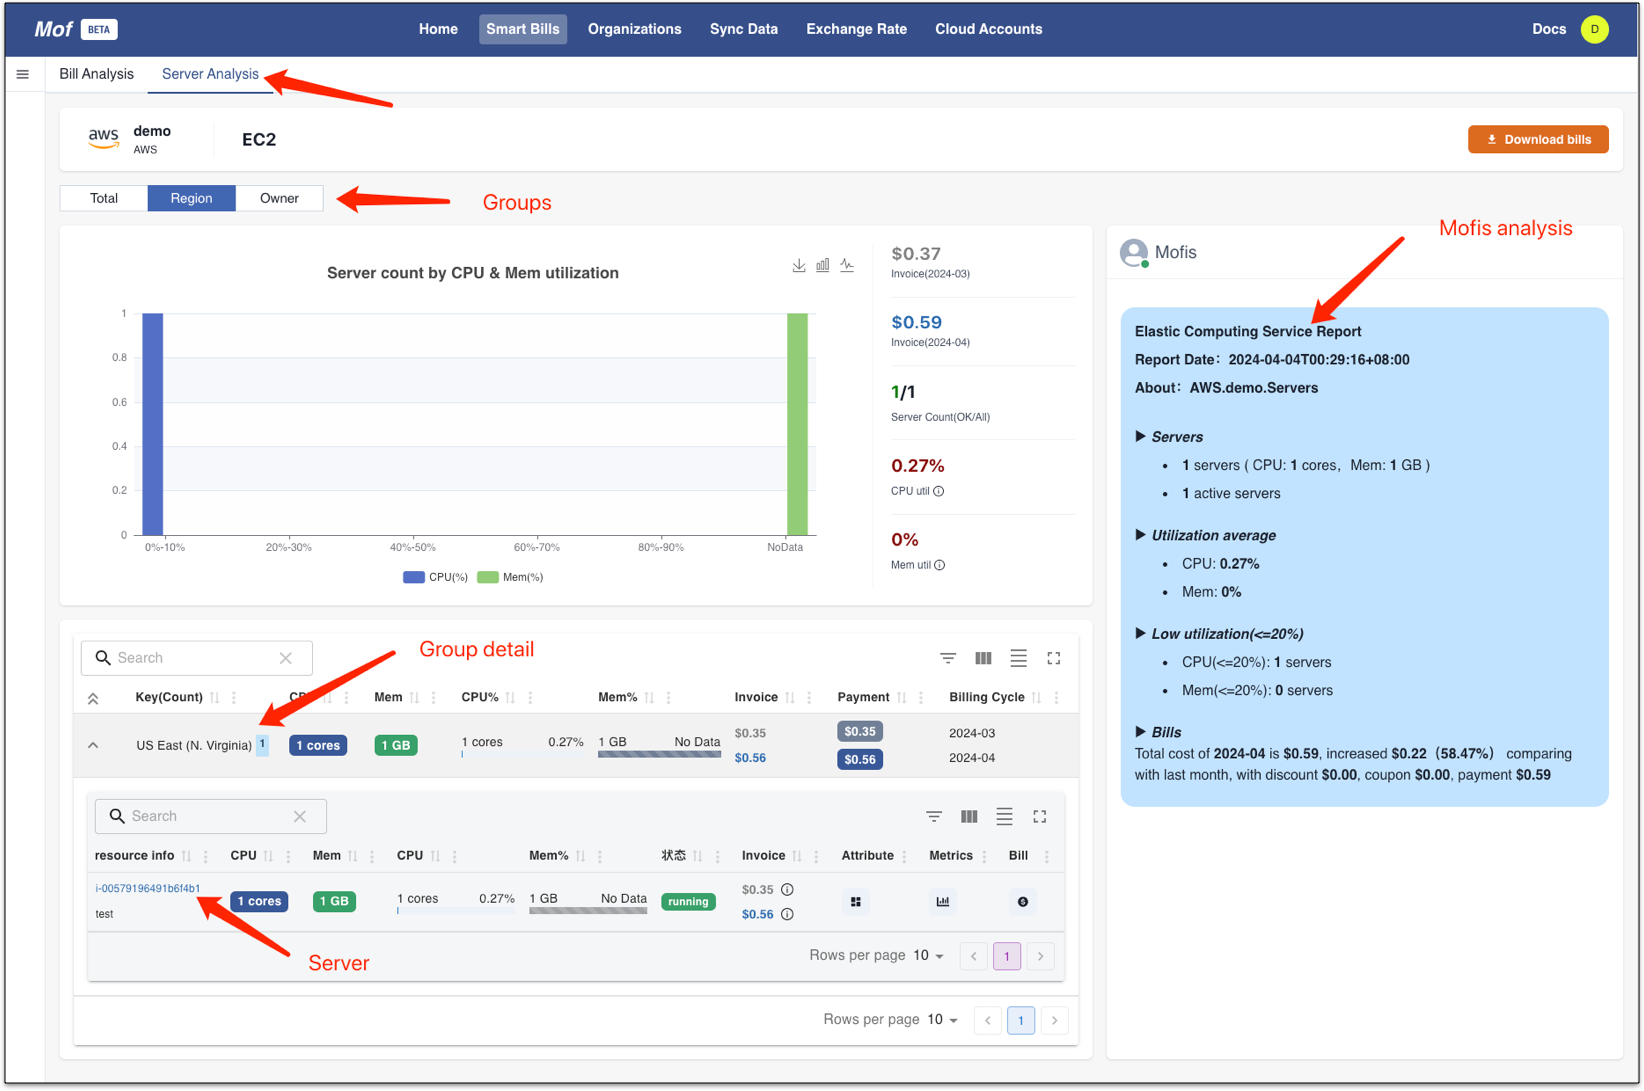 Mof BETA
Home Smart Bills Organizations Sync Data Exchange Rate Cloud Accounts Docs D
Bill Analysis Server Analysis
aws demo EC2 Download bills
AWS
Total Region Owner Groups
Mofis analysis
Mofis
Server count by CPU & Mem utilization
1
0.8
0.6
0.4
0.2
0
0%-10% 20%-30% 40%-50% 60%-70% 80%-90% NoData
CPU(%) Mem(%)
$0.37
Invoice(2024-03)
$0.59
Invoice(2024-04)
1/1
Server Count(OK/All)
0.27%
CPU util
0%
Mem util
Elastic Computing Service Report
Report Date：2024-04-04T00:29:16+08:00
About：AWS.demo.Servers
Servers
1 servers ( CPU: 1 cores, Mem: 1 GB )
1 active servers
Utilization average
CPU: 0.27%
Mem: 0%
Low utilization(<=20%)
CPU(<=20%): 1 servers
Mem(<=20%): 0 servers
Bills
Total cost of 2024-04 is $0.59, increased $0.22（58.47%） comparing
with last month, with discount $0.00, coupon $0.00, payment $0.59
Search
Group detail
Key(Count) Mem CPU% Mem% Invoice Payment Billing Cycle
US East (N. Virginia) 1 1 cores 1 GB 1 cores 0.27% 1 GB No Data $0.35 $0.35 2024-03
$0.56 $0.56 2024-04
Search
resource info CPU Mem CPU Mem% 状态 Invoice Attribute Metrics Bill
i-00579196491b6f4b1 1 cores 1 GB 1 cores 0.27% 1 GB No Data running $0.35
test $0.56
Server
Rows per page 10 1
Rows per page 10 1